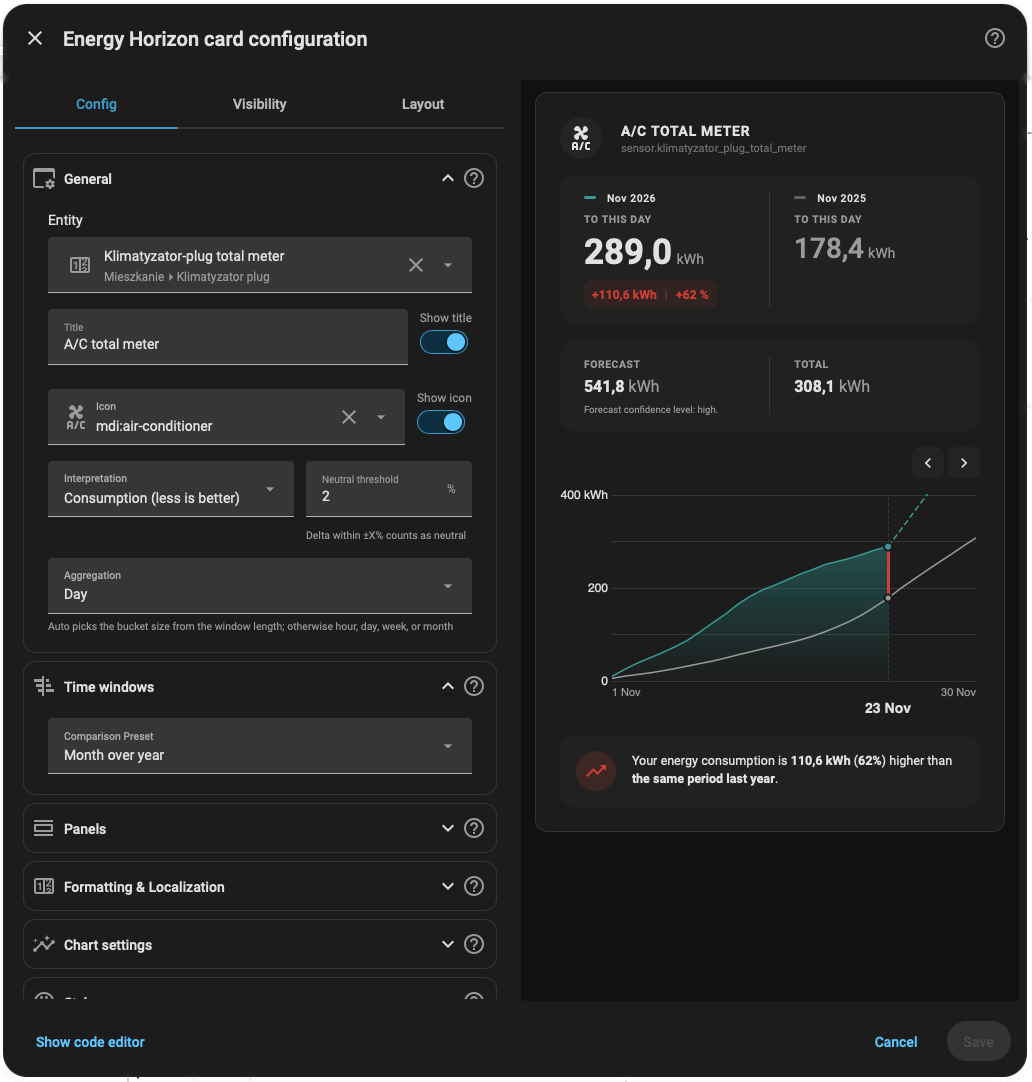 Energy Horizon card configuration
Config
Visibility
Layout
General
Entity
Klimatyzator-plug total meter
Mieszkanie ▸ Klimatyzator plug
Title
A/C total meter
Show title
A/C
Icon
mdi:air-conditioner
Show icon
Interpretation
Consumption (less is better)
Neutral threshold
2
%
Delta within ±X% counts as neutral
Aggregation
Day
Auto picks the bucket size from the window length; otherwise hour, day, week, or month
Time windows
Comparison Preset
Month over year
Panels
Formatting & Localization
Chart settings
Show code editor
Cancel
Save
A/C
A/C TOTAL METER
sensor.klimatyzator_plug_total_meter
Nov 2026
TO THIS DAY
289,0 kWh
+110,6 kWh | +62 %
Nov 2025
TO THIS DAY
178,4 kWh
FORECAST
541,8 kWh
Forecast confidence level: high.
TOTAL
308,1 kWh
400 kWh
200
0
1 Nov
30 Nov
23 Nov
Your energy consumption is 110,6 kWh (62%) higher than
the same period last year.